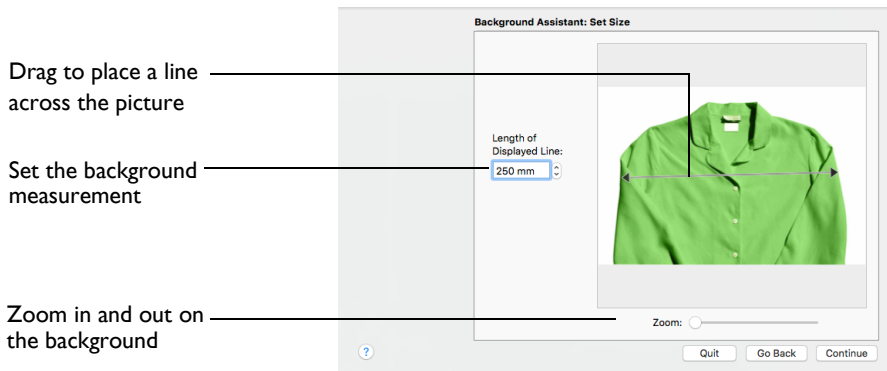 Background Assistant: Set Size
Drag to place a line
across the picture
Length of
Displayed Line:
250 mm
Set the background
measurement
Zoom in and out on
the background
Zoom:
?
Quit
Go Back
Continue